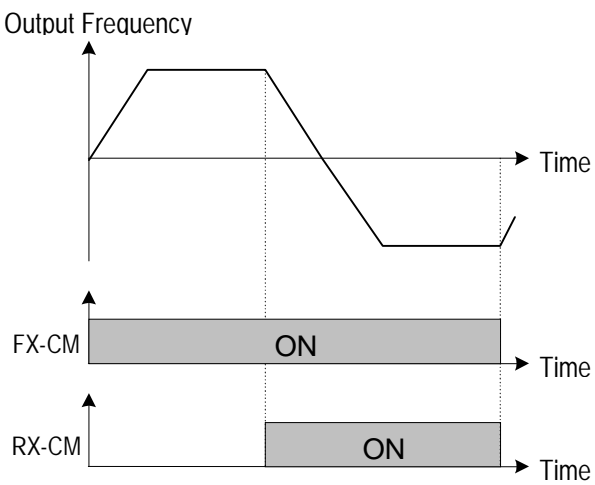 Output Frequency
Time
FX-CM
ON
Time
RX-CM
ON
Time